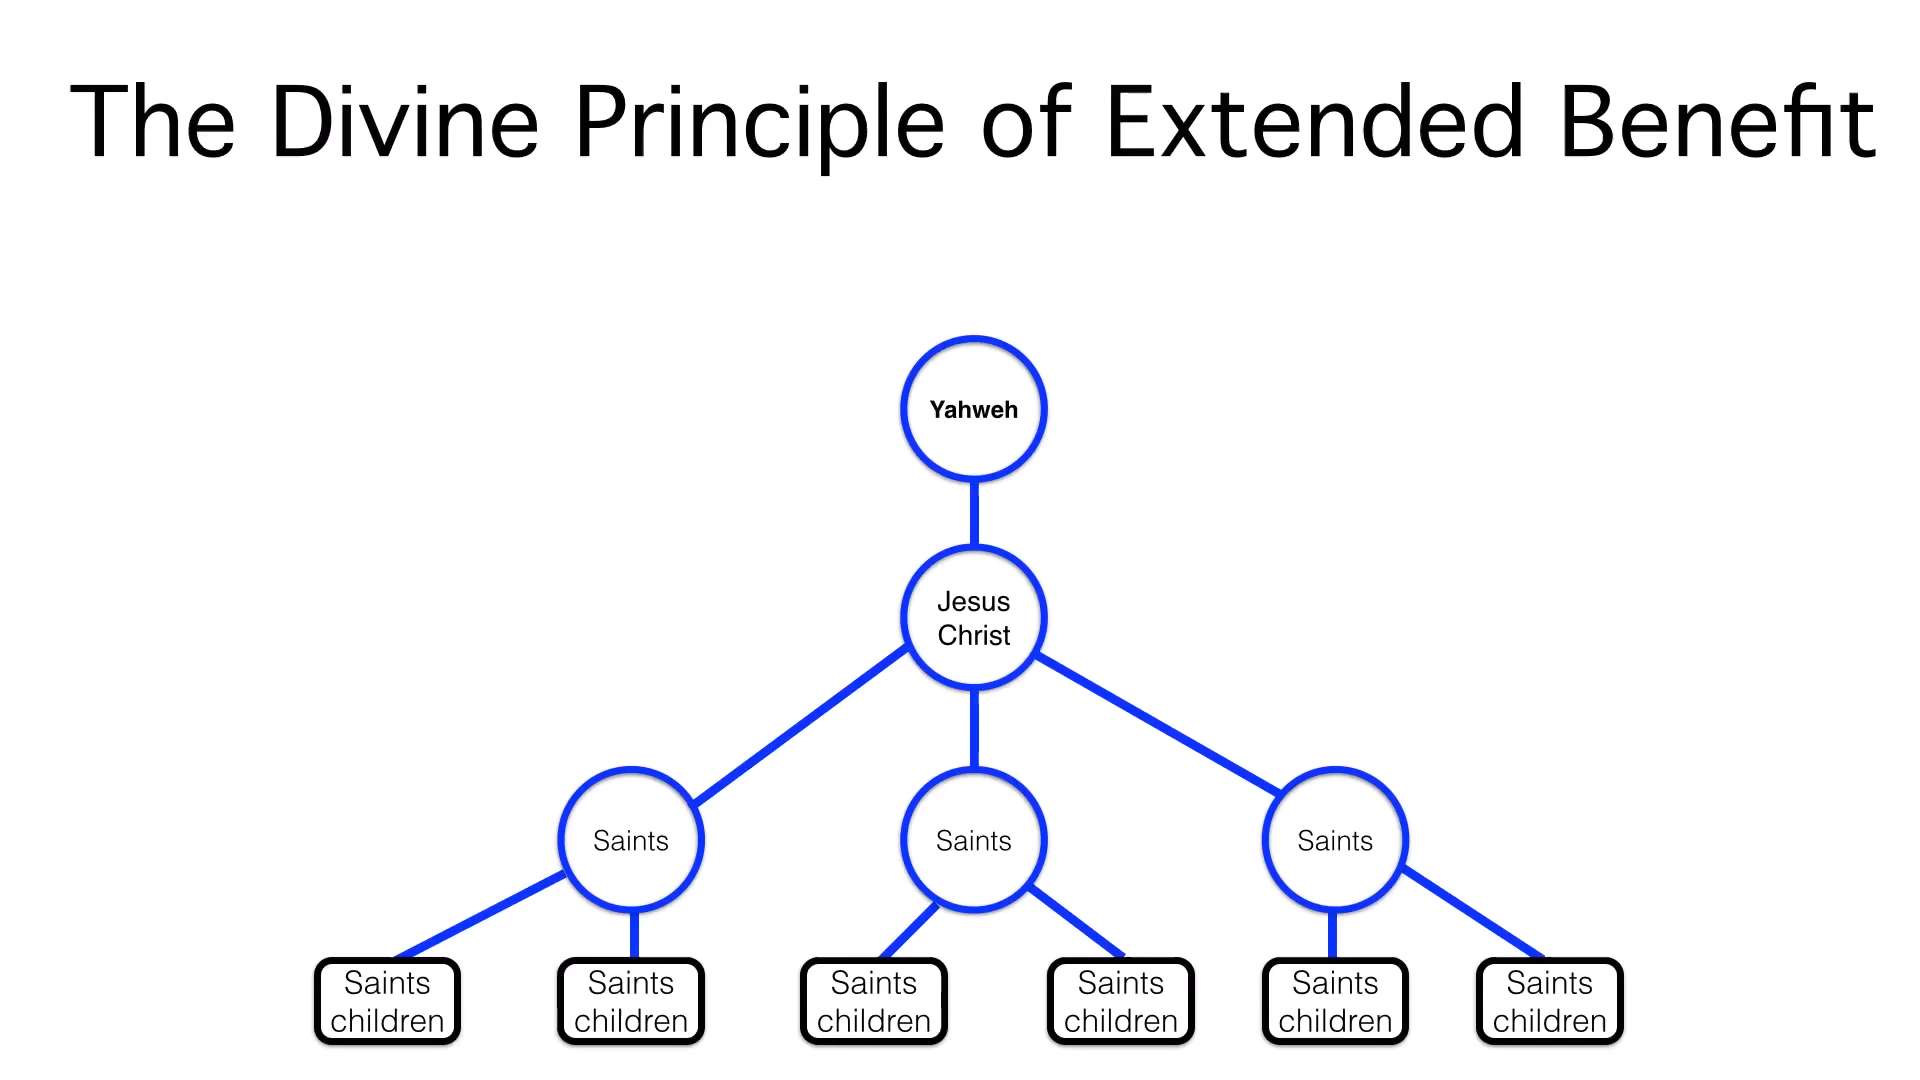 The Divine Principle of Extended Benefit
Yahweh
Jesus
Christ
Saints
Saints
Saints
Saints
children
Saints
children
Saints
children
Saints
children
Saints
children
Saints
children